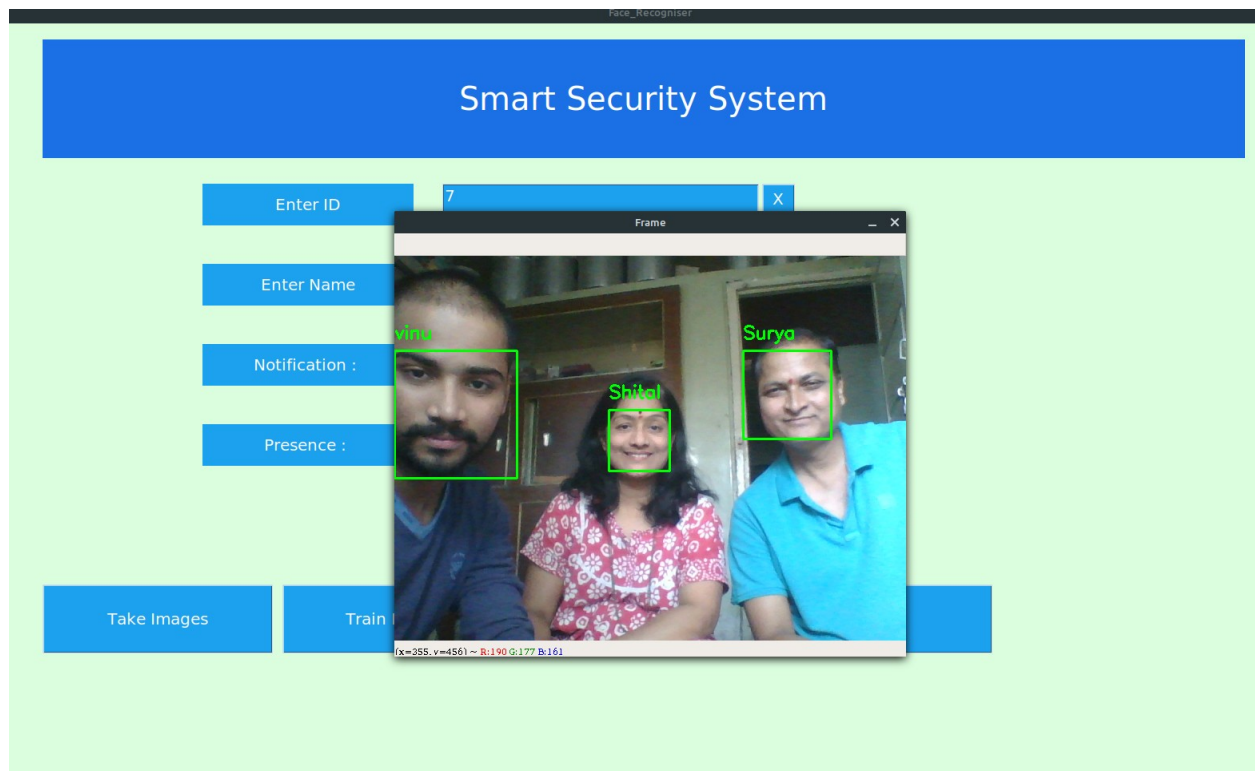 Face_Recogniser
Smart Security System
Enter ID
7
X
Frame
Enter Name
vinu
Surya
Notification :
Shital
Presence :
Take Images
Train
(x=355, y=456) ~ R:190 G:177 B:161